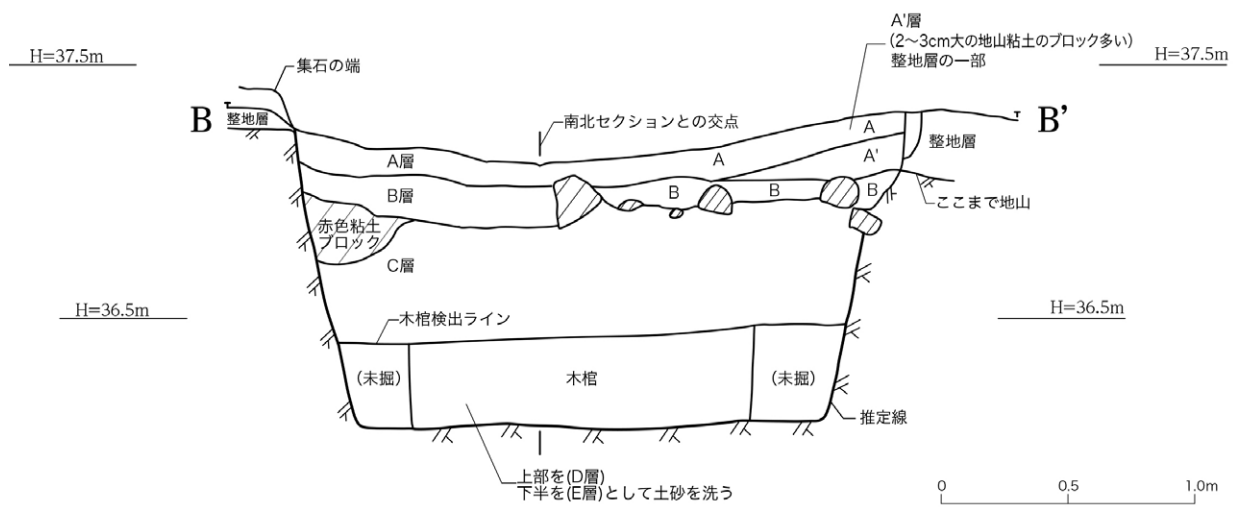 A'層
(2〜3cm大の地山粘土のブロック多い)
整地層の一部
H=37.5m
H=37.5m
集石の端
B
整地層
南北セクションとの交点
B'
A
整地層
A層
A
A'
B層
B
B
B
ここまで地山
赤色粘土
ブロック
C層
H=36.5m
H=36.5m
木棺検出ライン
(未掘)
木棺
(未掘)
推定線
上部を(D層)
下半を(E層)として土砂を洗う
0
0.5
1.0m